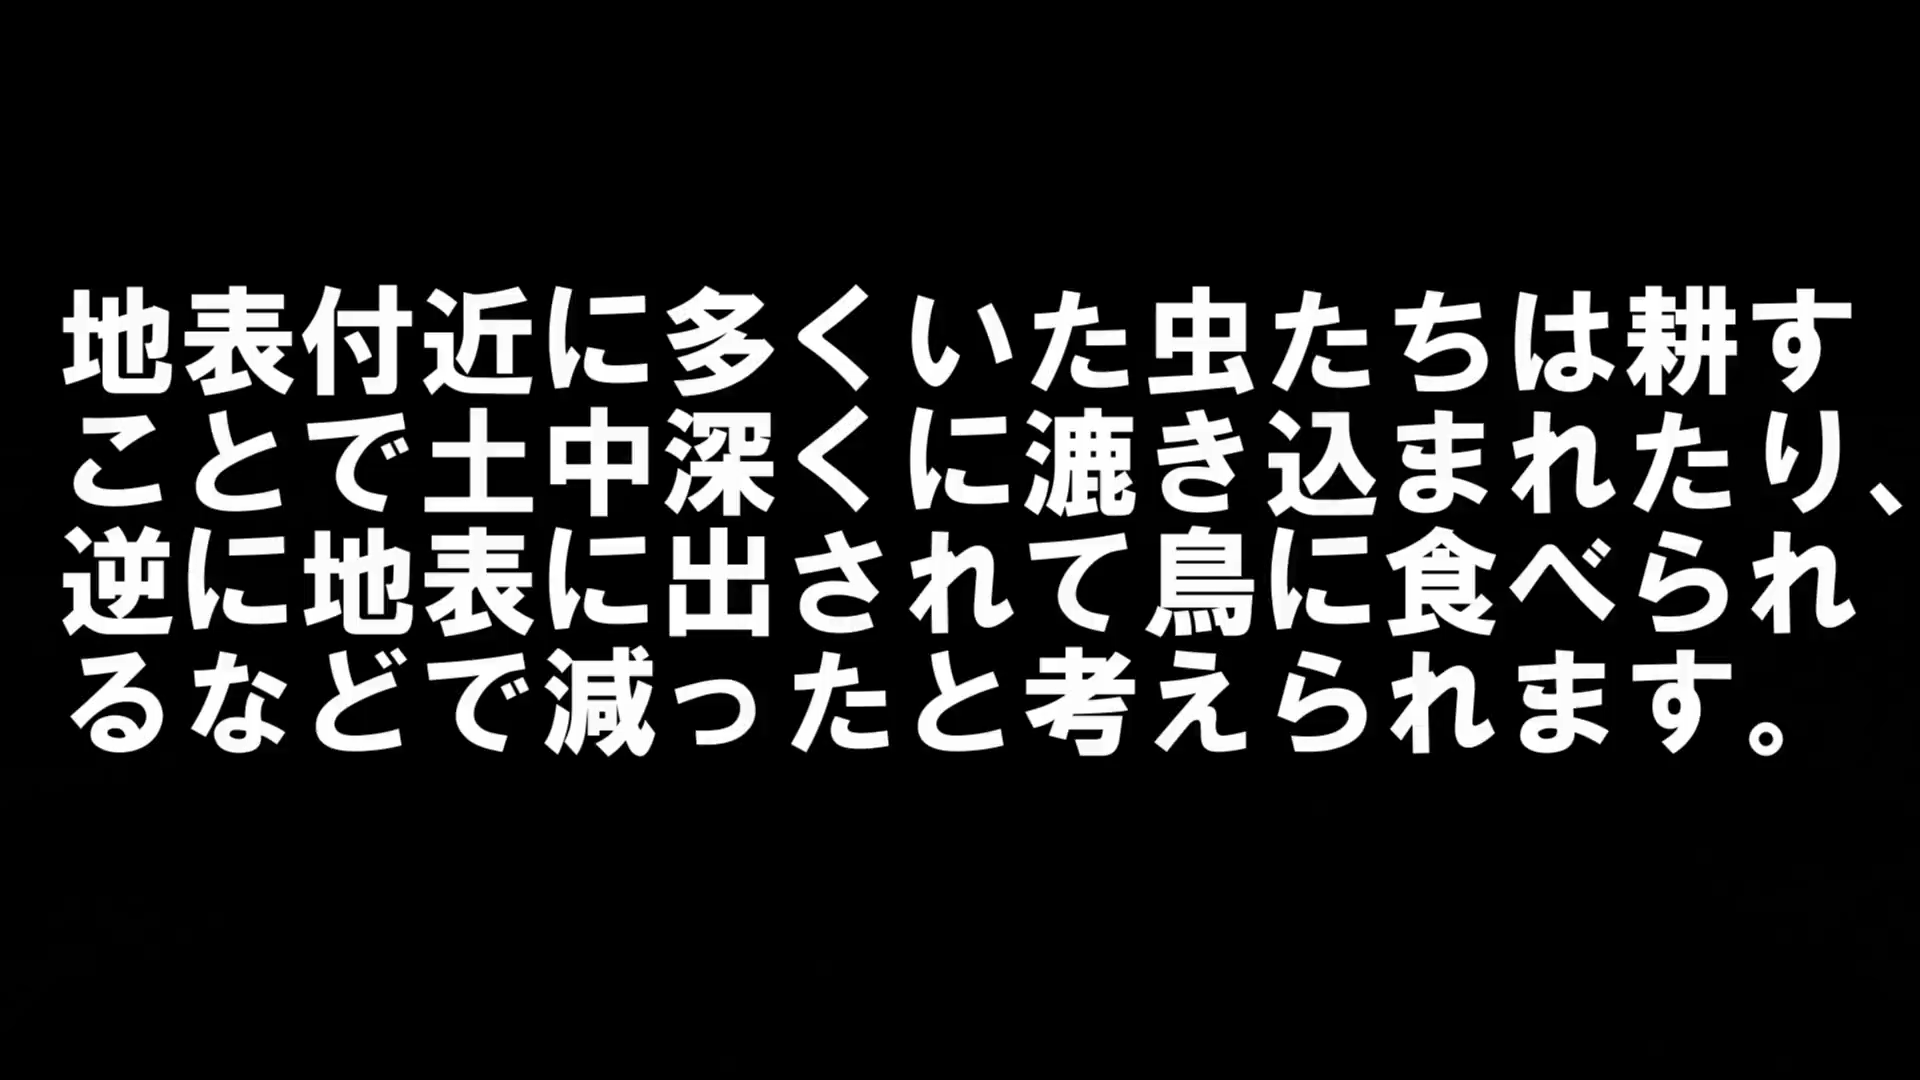 地表付近に多くいた虫たちは耕す
ことで土中深くに漉き込まれたり、
逆に地表に出されて鳥に食べられ
るなどで減ったと考えられます。